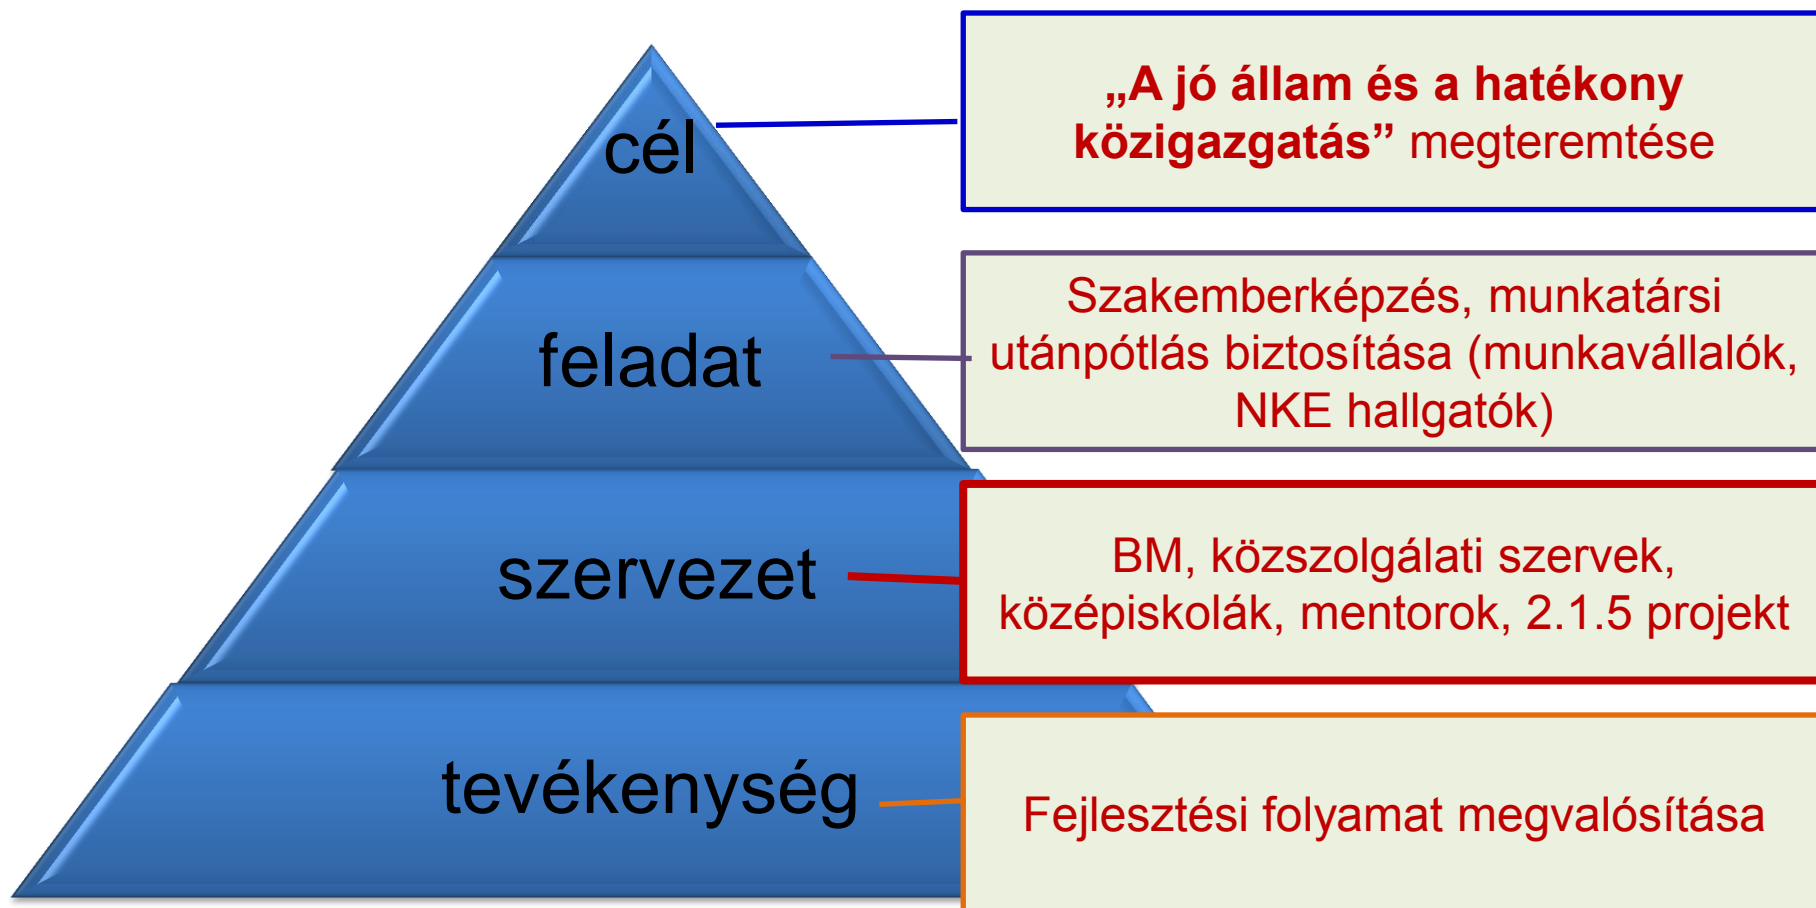 cél
„A jó állam és a hatékony
közigazgatás” megteremtése
feladat
Szakemberképzés, munkatársi
utánpótlás biztosítása (munkavállalók,
NKE hallgatók)
szervezet
BM, közszolgálati szervek,
középiskolák, mentorok, 2.1.5 projekt
tevékenység
Fejlesztési folyamat megvalósítása